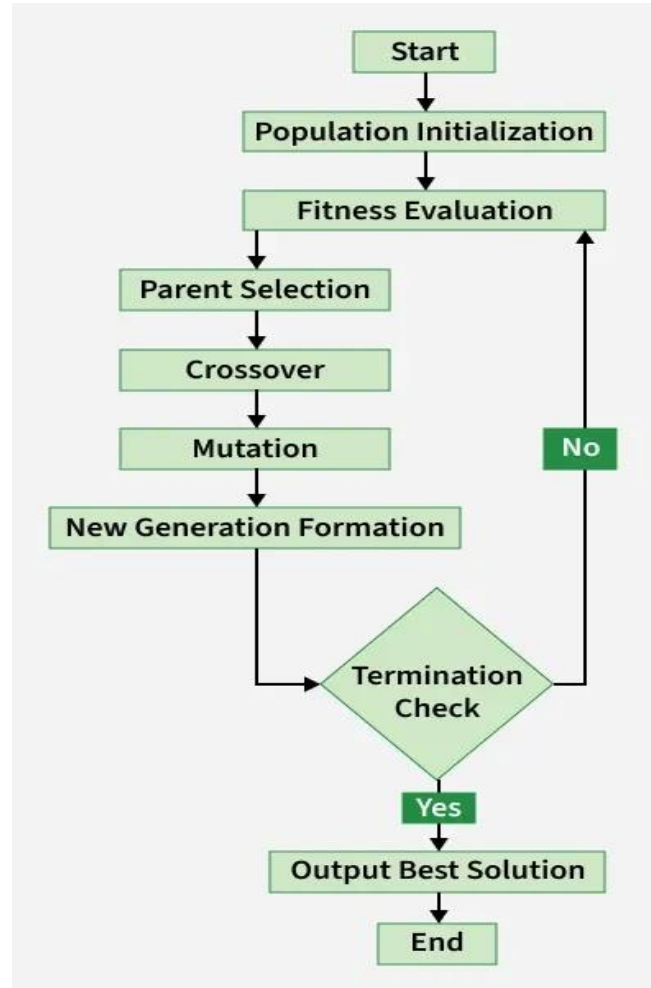 Start
Population Initialization
Fitness Evaluation
Parent Selection
Crossover
Mutation
No
New Generation Formation
Termination
Check
Yes
Output Best Solution
End